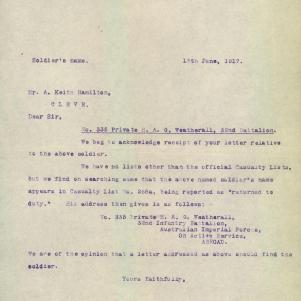 Soldier's name.
15th June, 1917.
Mr. A. Keith Hamilton,
CLEVE.
Dear Sir,
No. 335 Private H. A. G. Weatherall, 32nd Battalion.
We beg to acknowledge receipt of your letter relative
to the above soldier.
We have no lists other than the official Casualty Lists,
but we find on searching same that the above named soldier's name
appears in Casualty List No. being reported as "returned to
duty." His address then given is as follows:-
No. 335 Private H. A. G. Weatherall,
32nd Infantry Battalion,
Australian Imperial Forces,
On Active Service,
ABROAD.
We are of the opinion that a letter addressed as above should find the
soldier.
Yours Faithfully,